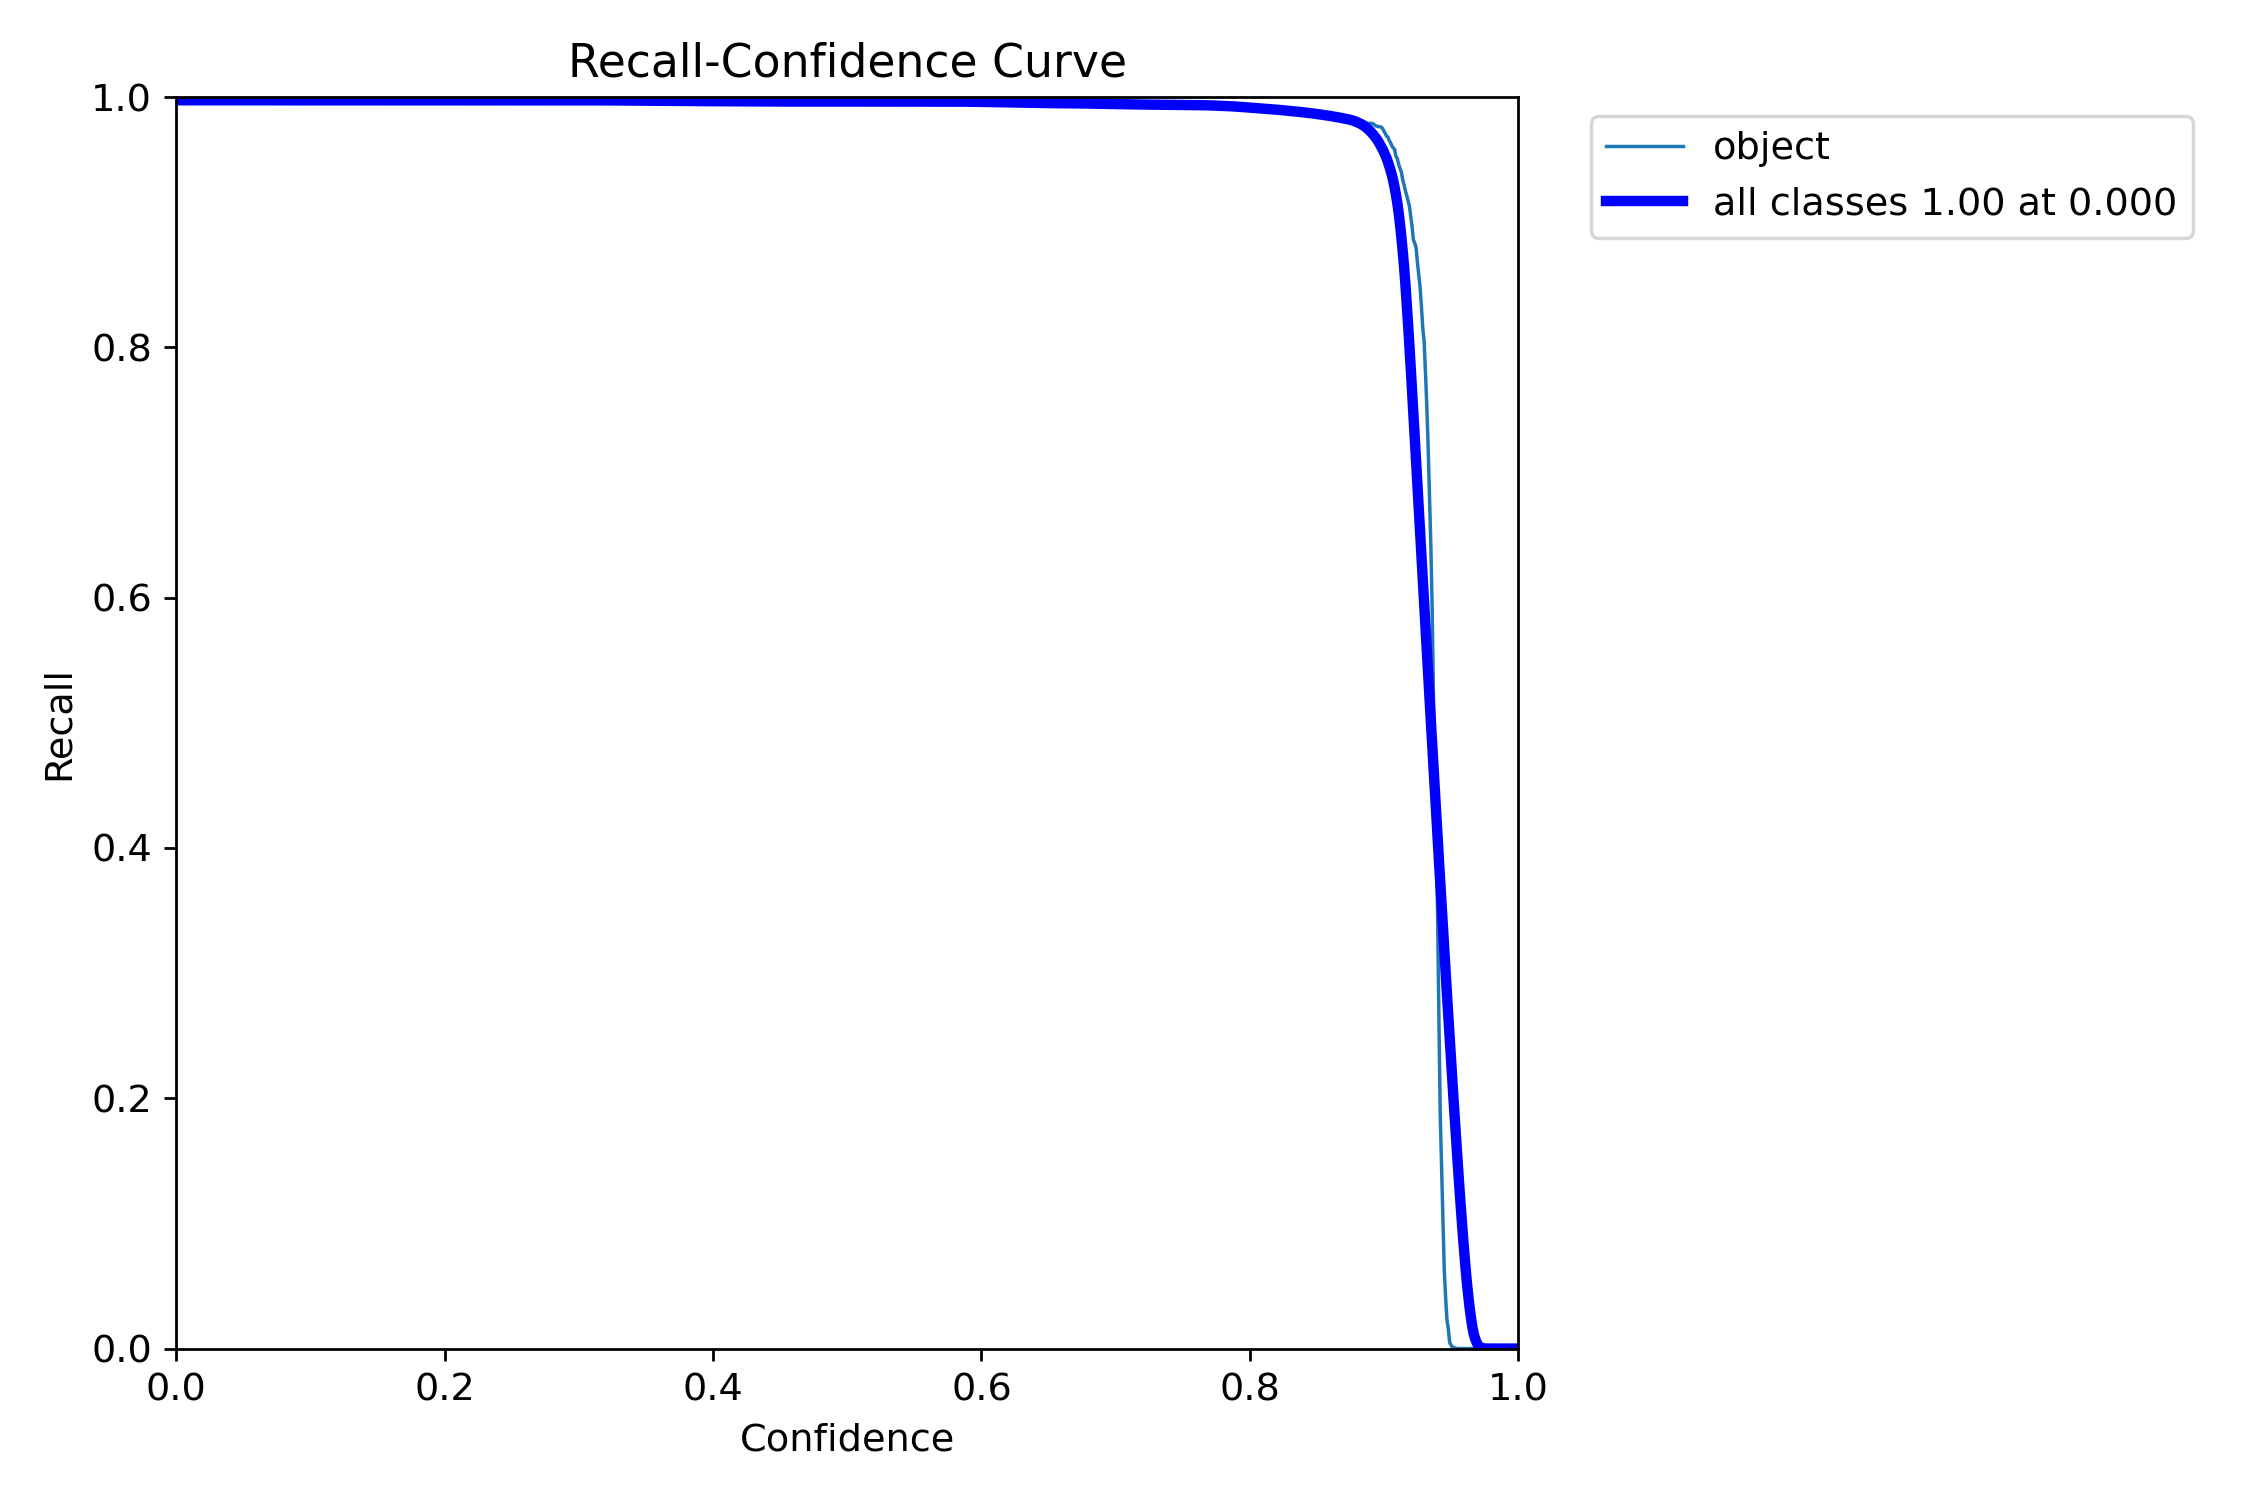 Recall-Confidence Curve
1.0
0.8
0.6
0.4
0.2
0.0
Recall
0.0 0.2 0.4 0.6 0.8 1.0
Confidence
object
all classes 1.00 at 0.000